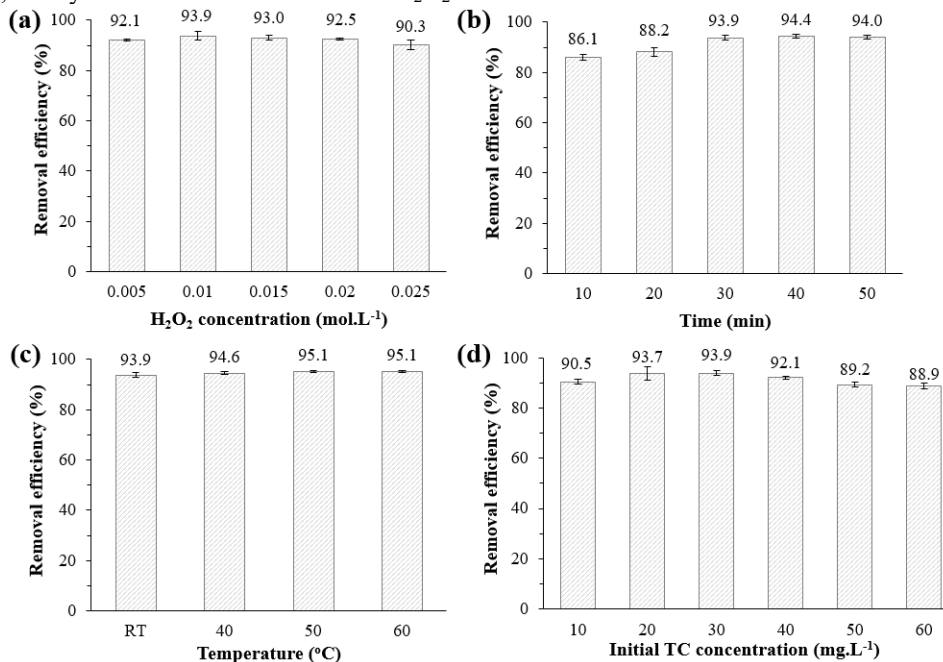 (a)
92.1 93.9 93.0 92.5 90.3
100
80
60
40
20
0
Removal efficiency (%)
0.005 0.01 0.015 0.02 0.025
H₂O₂ concentration (mol.L⁻¹)
(b)
86.1 88.2 93.9 94.4 94.0
100
80
60
40
20
0
Removal efficiency (%)
10 20 30 40 50
Time (min)
(c)
93.9 94.6 95.1 95.1
100
80
60
40
20
0
Removal efficiency (%)
RT 40 50 60
Temperature (°C)
(d)
90.5 93.7 93.9 92.1 89.2 88.9
100
80
60
40
20
0
Removal efficiency (%)
10 20 30 40 50 60
Initial TC concentration (mg.L⁻¹)